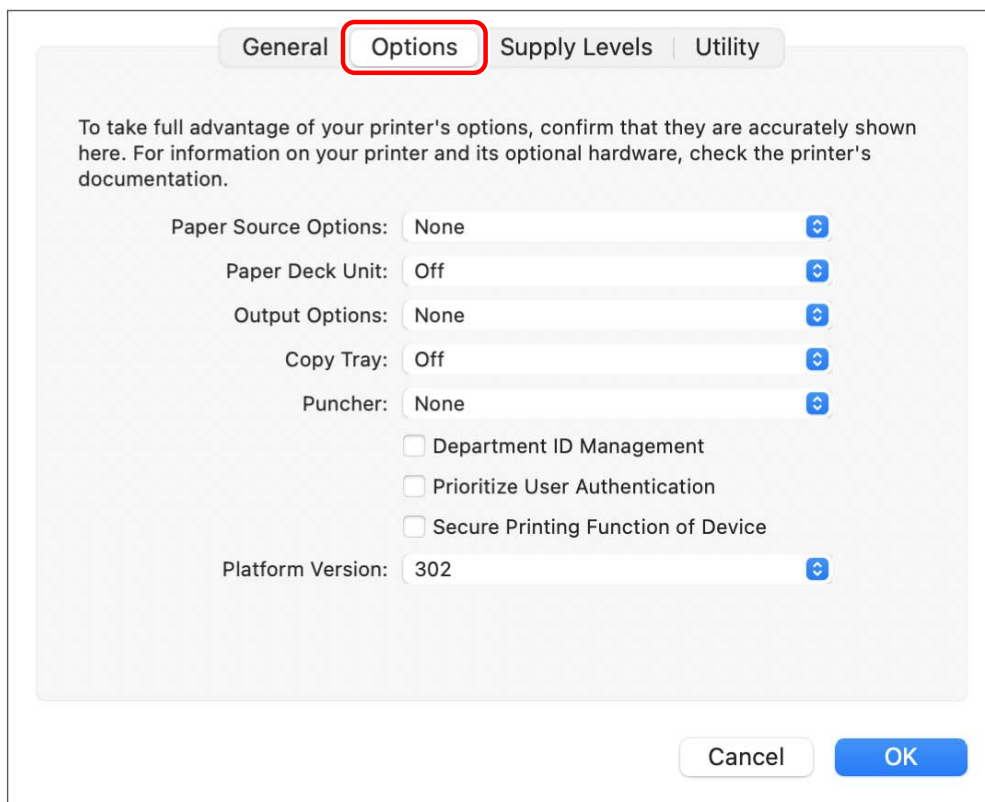 General Options Supply Levels Utility
To take full advantage of your printer's options, confirm that they are accurately shown
here. For information on your printer and its optional hardware, check the printer's
documentation.
Paper Source Options: None
Paper Deck Unit: Off
Output Options: None
Copy Tray: Off
Puncher: None
Department ID Management
Prioritize User Authentication
Secure Printing Function of Device
Platform Version: 302
Cancel OK